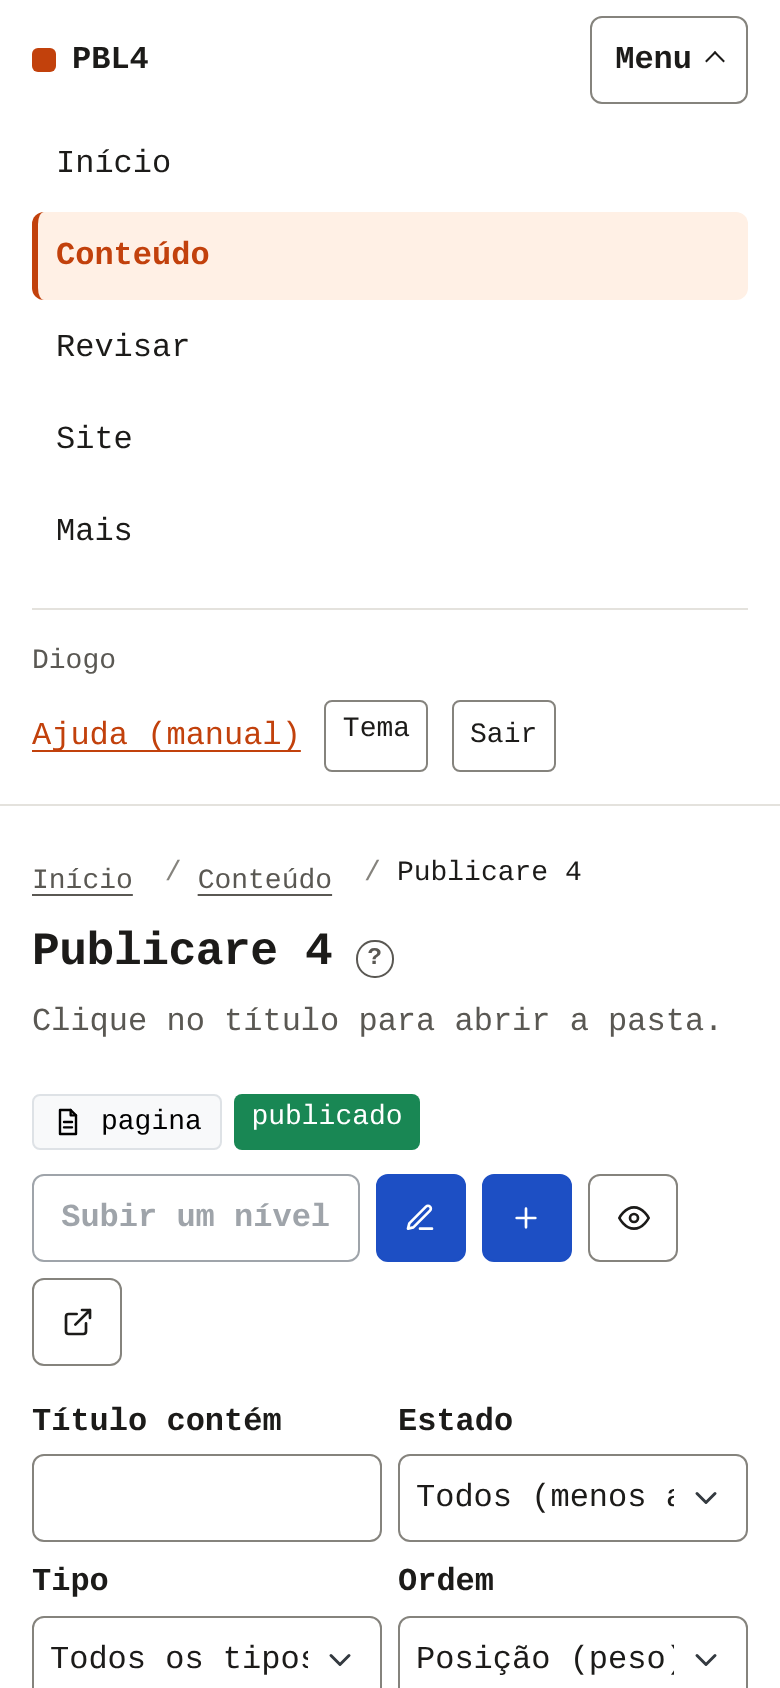 PBL4
Menu
Início
Conteúdo
Revisar
Site
Mais
Diogo
Ajuda (manual)
Tema
Sair
Início / Conteúdo / Publicare 4
Publicare 4 ?
Clique no título para abrir a pasta.
pagina
publicado
Subir um nível
Título contém
Estado
Todos (menos
Tipo
Ordem
Todos os tipos
Posição (peso)